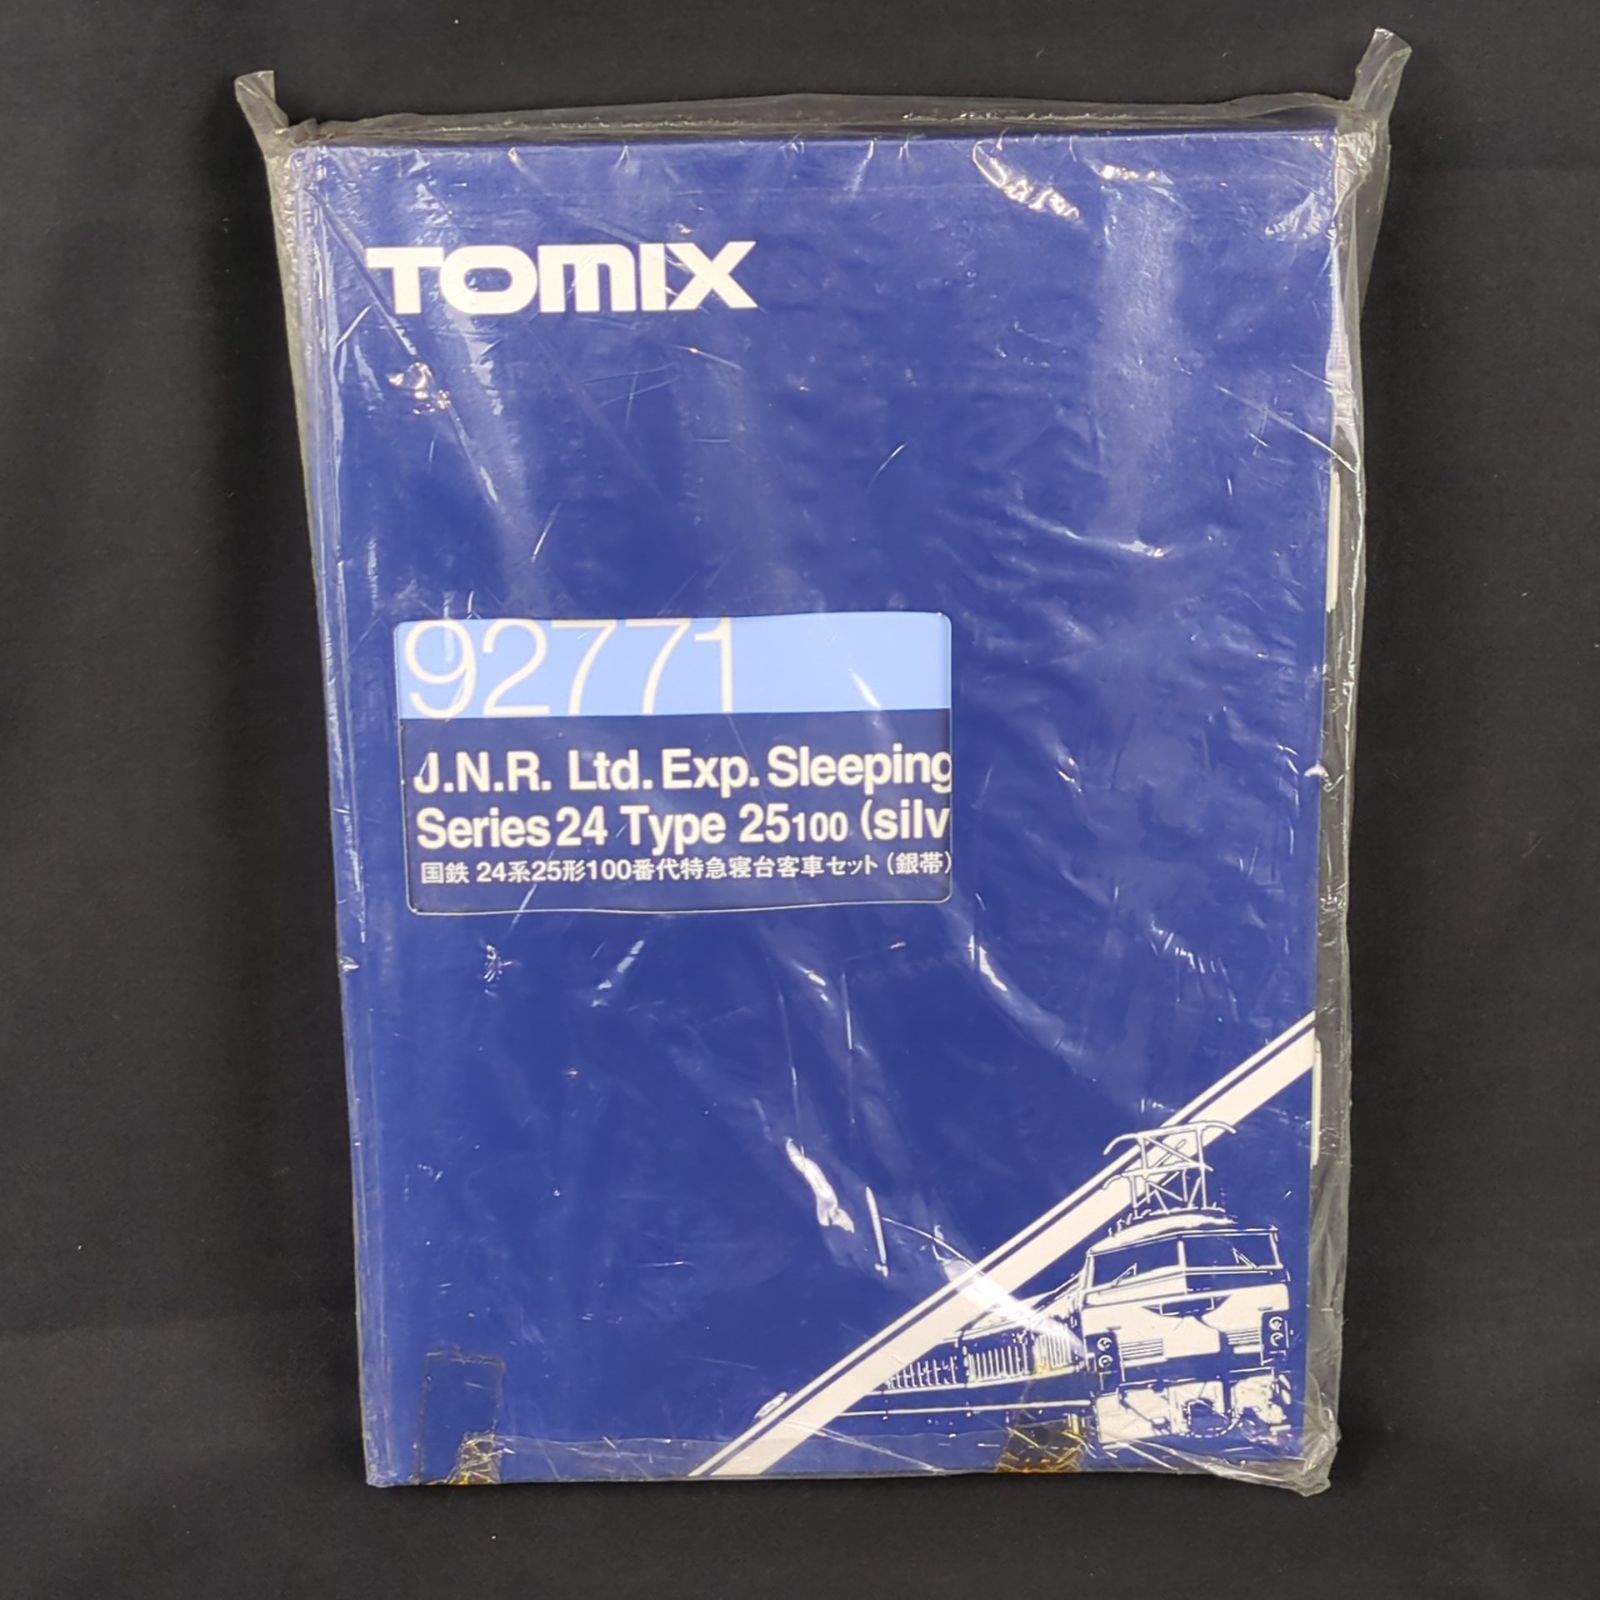 TOMIX
92771
J.N.R. Ltd. Exp. Sleeping
Series 24 Type 25100 (silv
国鉄 24系25形100番代特急寝台客車セット(銀帯)